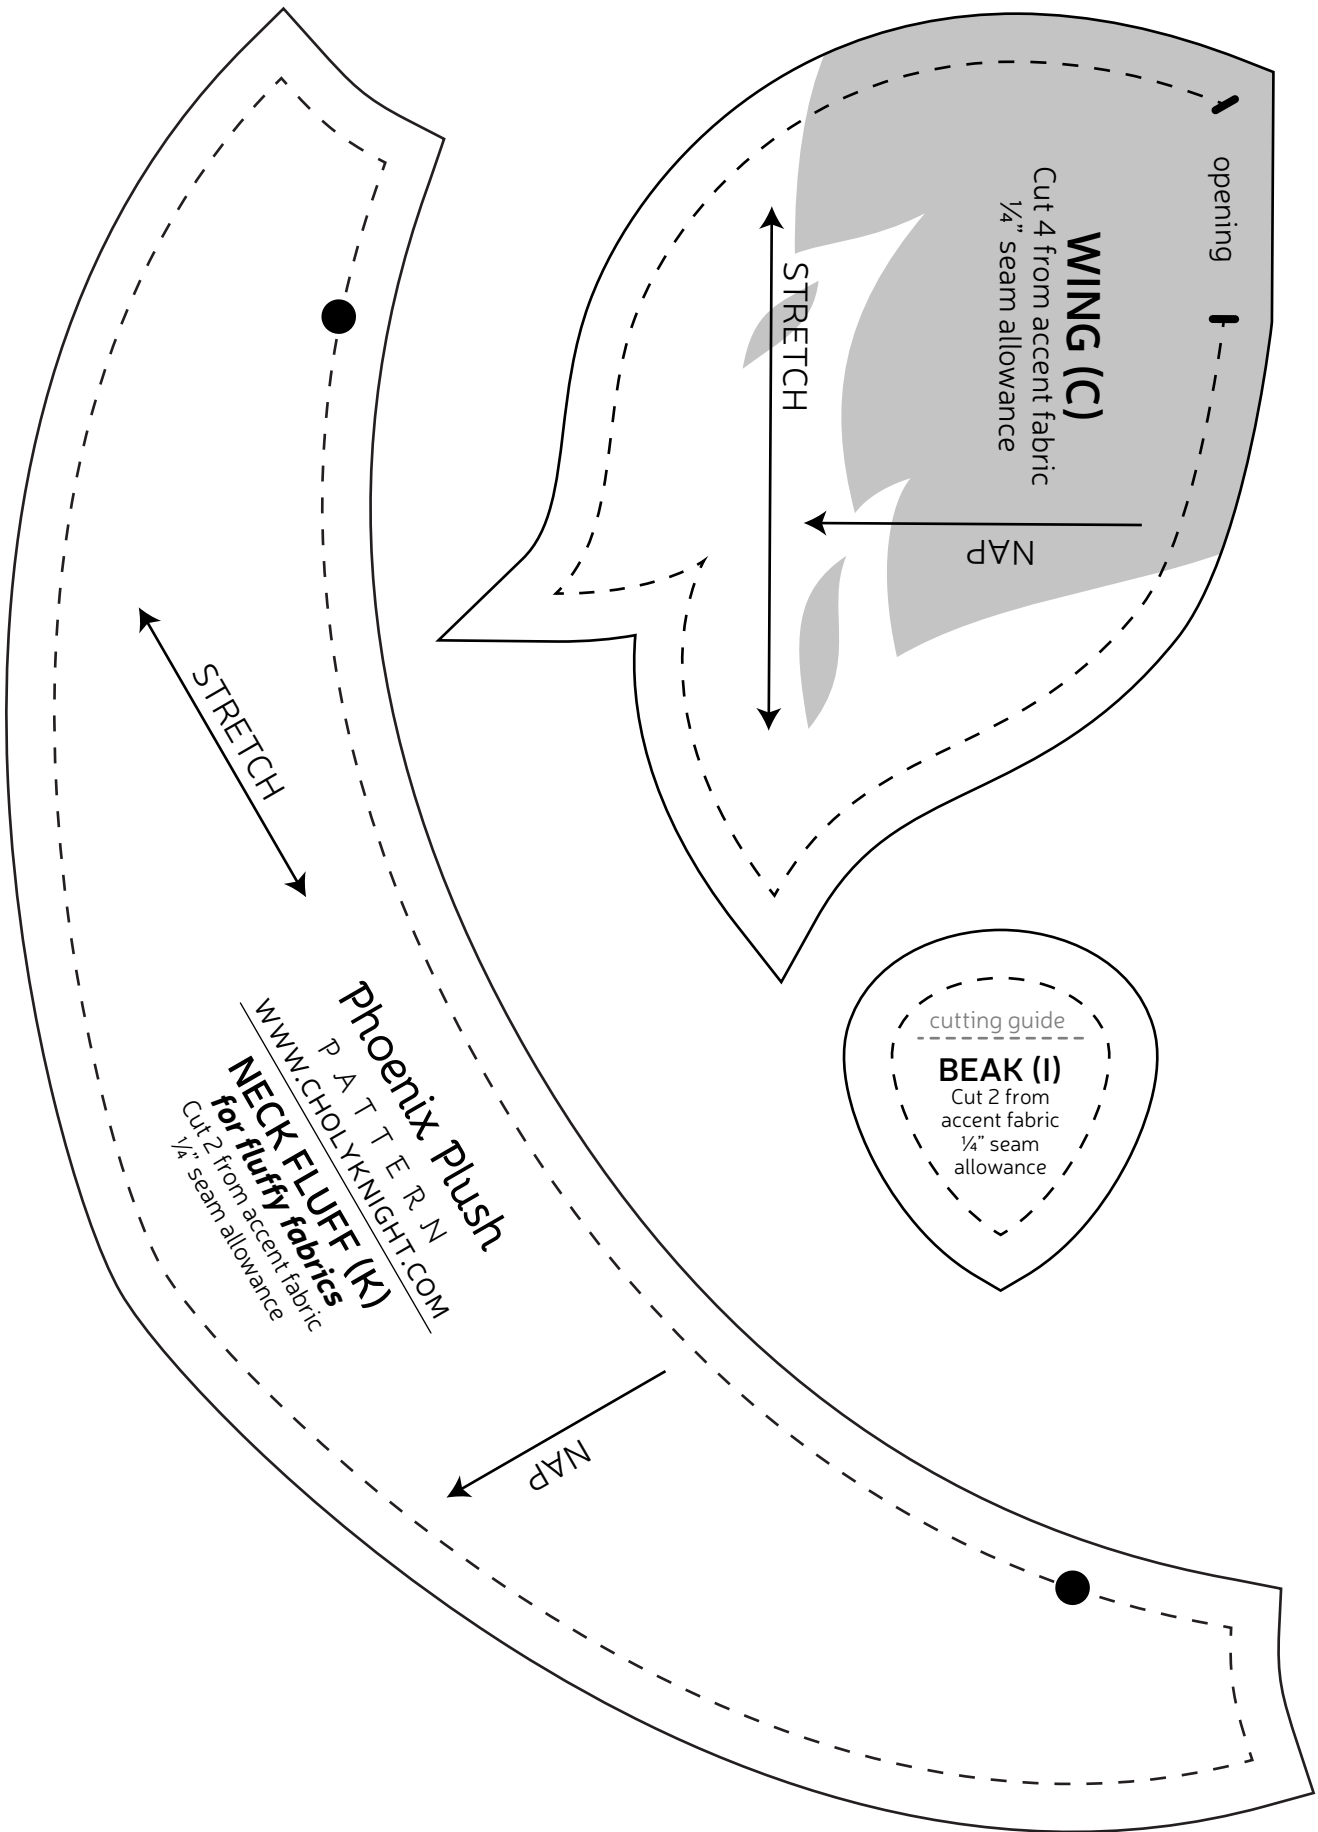 opening
WING (C)
Cut 4 from accent fabric
¼” seam allowance
STRETCH
NAP
STRETCH
Phoenix Plush
PATTERN
WWW.CHOLYKNIGHT.COM
NECK FLUFF (K)
for fluffy fabrics
Cut 2 from accent fabric
¼” seam allowance
NAP
cutting guide
BEAK (I)
Cut 2 from
accent fabric
¼” seam
allowance